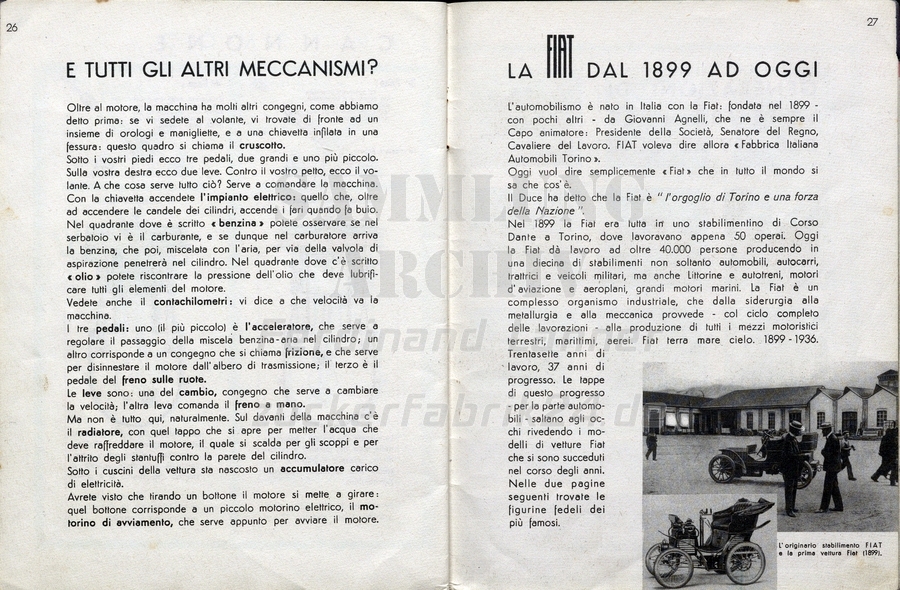 26
E TUTTI GLI ALTRI MECCANISMI?
Oltre al motore, la macchina ha molti altri congegni, come abbiamo
detto prima: se vi sedete al volante, vi trovate di fronte ad un
insieme di orologi e manigliette, e a una chiavetta infilata in una
fessura: questo quadro si chiama il cruscotto.
Sotto i vostri piedi ecco tre pedali, due grandi e uno più piccolo.
Sulla vostra destra ecco due leve. Contro il vostro petto, ecco il vo-
lante. A che cosa serve tutto ciò? Serve a comandare la macchina.
Con la chiavetta accendete l'impianto elettrico: quello che, oltre
ad accendere le candele dei cilindri, accende i fari quando fa buio.
Nel quadrante dove è scritto « benzina » potete osservare se nel
serbatoio vi è il carburante, e se dunque nel carburatore arriva
la benzina, che poi, miscelata con l'aria, per via della valvola di
aspirazione penetrerà nel cilindro. Nel quadrante dove c'è scritto
« olio » potete riscontrare la pressione dell'olio che deve lubrifi-
care tutti gli elementi del motore.
Vedete anche il contachilometri: vi dice a che velocità va la
macchina.
I tre pedali: uno (il più piccolo) è l'acceleratore, che serve a
regolare il passaggio della miscela benzina-aria nel cilindro; un
altro corrisponde a un congegno che si chiama frizione, e che serve
per disinnestare il motore dall'albero di trasmissione; il terzo è il
pedale del freno sulle ruote.
Le leve sono: una del cambio, congegno che serve a cambiare
la velocità; l'altra leva comanda il freno a mano.
Ma non è tutto qui, naturalmente. Sul davanti della macchina c'è
il radiatore, con quel tappo che si apre per metter l'acqua che
deve raffreddare il motore, il quale si scalda per gli scoppi e per
l'attrito degli stantuffi contro la parete del cilindro.
Sotto i cuscini della vettura sta nascosto un accumulatore carico
di elettricità.
Avrete visto che tirando un bottone il motore si mette a girare:
quel bottone corrisponde a un piccolo motorino elettrico, il mo-
torino di avviamento, che serve appunto per avviare il motore.
27
LA FIAT DAL 1899 AD OGGI
L'automobilismo è nato in Italia con la Fiat: fondata nel 1899 -
con pochi altri - da Giovanni Agnelli, che ne è sempre il
Capo animatore: Presidente della Società, Senatore del Regno,
Cavaliere del Lavoro. FIAT voleva dire allora « Fabbrica Italiana
Automobili Torino ».
Oggi vuol dire semplicemente « Fiat » che in tutto il mondo si
sa che cos'è.
Il Duce ha detto che la Fiat è " l'orgoglio di Torino e una forza
della Nazione ".
Nel 1899 la Fiat era tutta in uno stabilimentino di Corso
Dante a Torino, dove lavoravano appena 50 operai. Oggi
la Fiat dà lavoro ad oltre 40.000 persone producendo in
una diecina di stabilimenti non soltanto automobili, autocarri,
trattrici e veicoli militari, ma anche Littorine e autotreni, motori
d'aviazione e aeroplani, grandi motori marini. La Fiat è un
complesso organismo industriale, che dalla siderurgia alla
metallurgia e alla meccanica provvede - col ciclo completo
delle lavorazioni - alla produzione di tutti i mezzi motoristici
terrestri, marittimi, aerei. Fiat terra mare cielo. 1899-1936.
Trentasette anni di
lavoro, 37 anni di
progresso. Le tappe
di questo progresso
- per la parte automo-
bili - saltano agli oc-
chi rivedendo i mo-
delli di vetture Fiat
che si sono succeduti
nel corso degli anni.
Nelle due pagine
seguenti trovate le
figurine fedeli dei
più famosi.
L'originario stabilimento FIAT
e la prima vettura Fiat (1899).